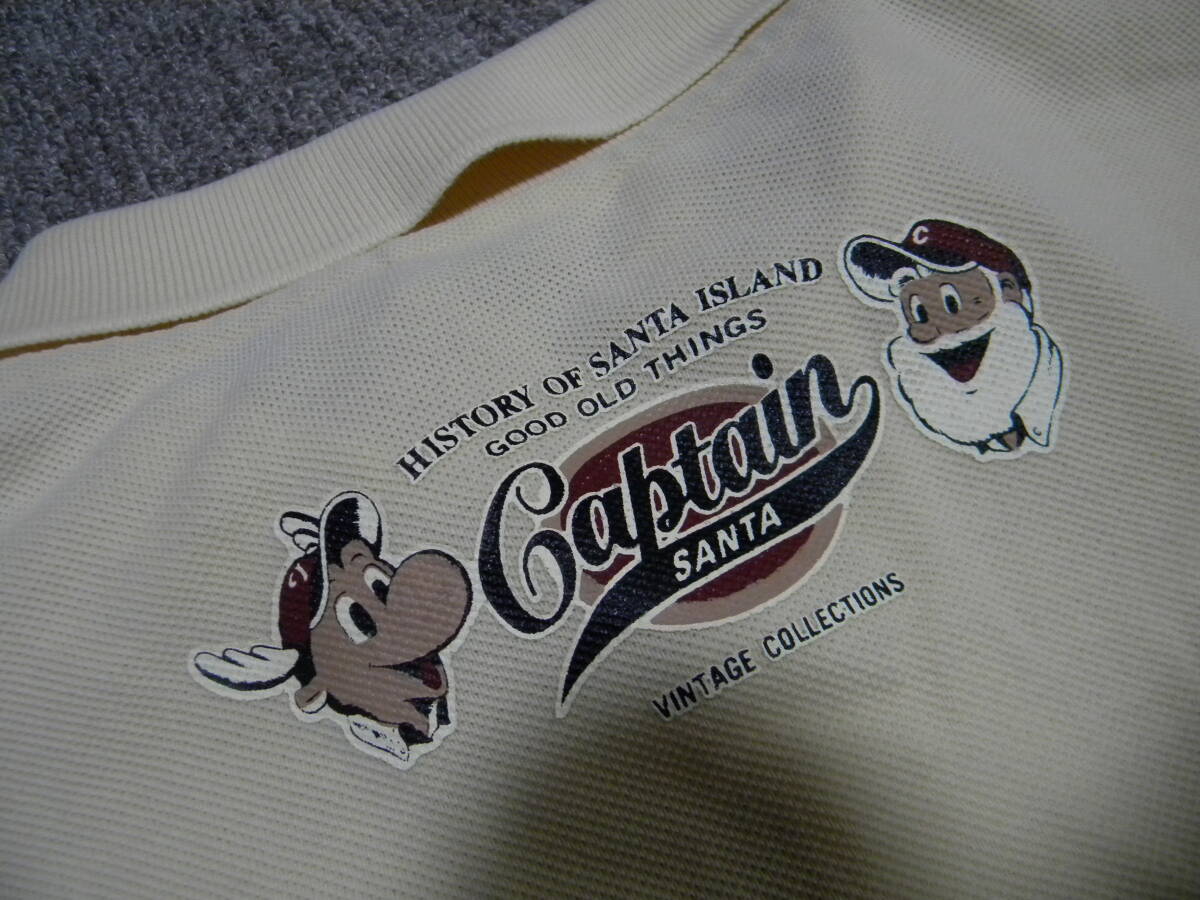 HISTORY OF SANTA ISLAND
GOOD OLD THINGS
Captain
SANTA
VINTAGE COLLECTIONS
C
C